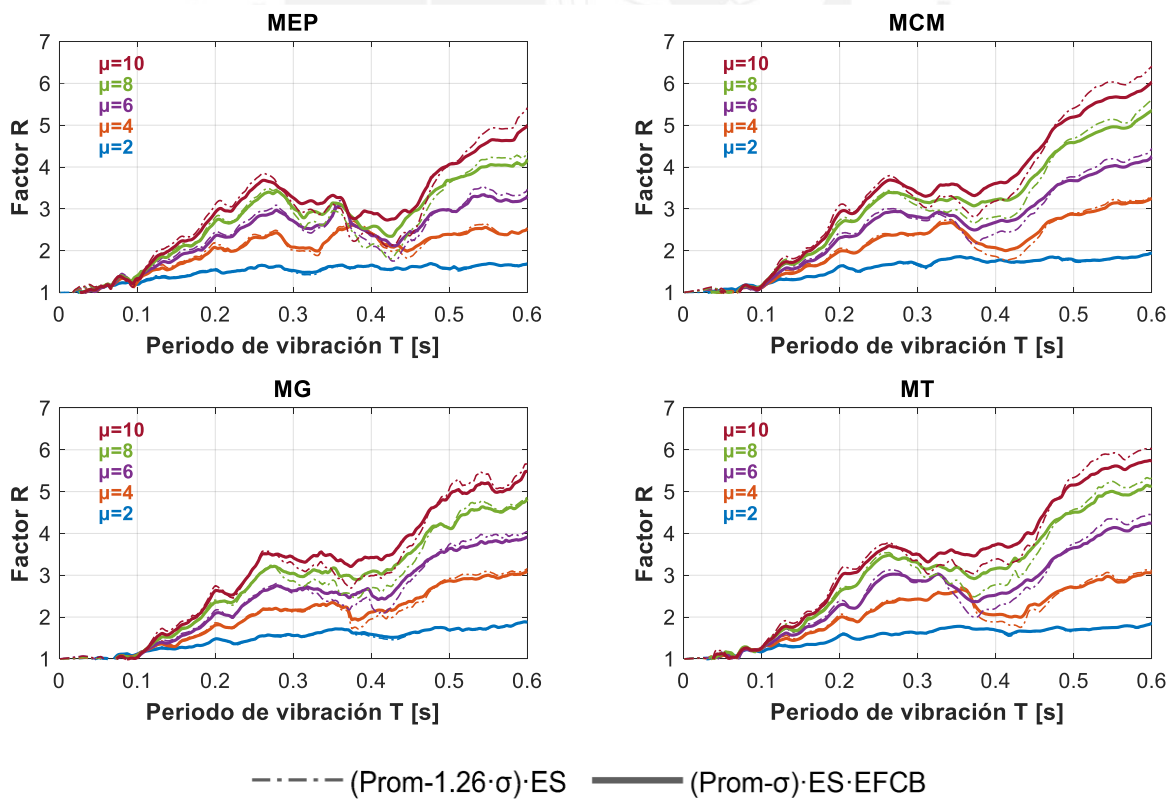 MEP
7
6
5
4
3
2
1
Factor R
μ=10
μ=8
μ=6
μ=4
μ=2
0 0.1 0.2 0.3 0.4 0.5 0.6
Periodo de vibración T [s]
MCM
7
6
5
4
3
2
1
Factor R
μ=10
μ=8
μ=6
μ=4
μ=2
0 0.1 0.2 0.3 0.4 0.5 0.6
Periodo de vibración T [s]
MG
7
6
5
4
3
2
1
Factor R
μ=10
μ=8
μ=6
μ=4
μ=2
0 0.1 0.2 0.3 0.4 0.5 0.6
Periodo de vibración T [s]
MT
7
6
5
4
3
2
1
Factor R
μ=10
μ=8
μ=6
μ=4
μ=2
0 0.1 0.2 0.3 0.4 0.5 0.6
Periodo de vibración T [s]
(Prom-1.26·σ)·ES
(Prom-σ)·ES·EFCB